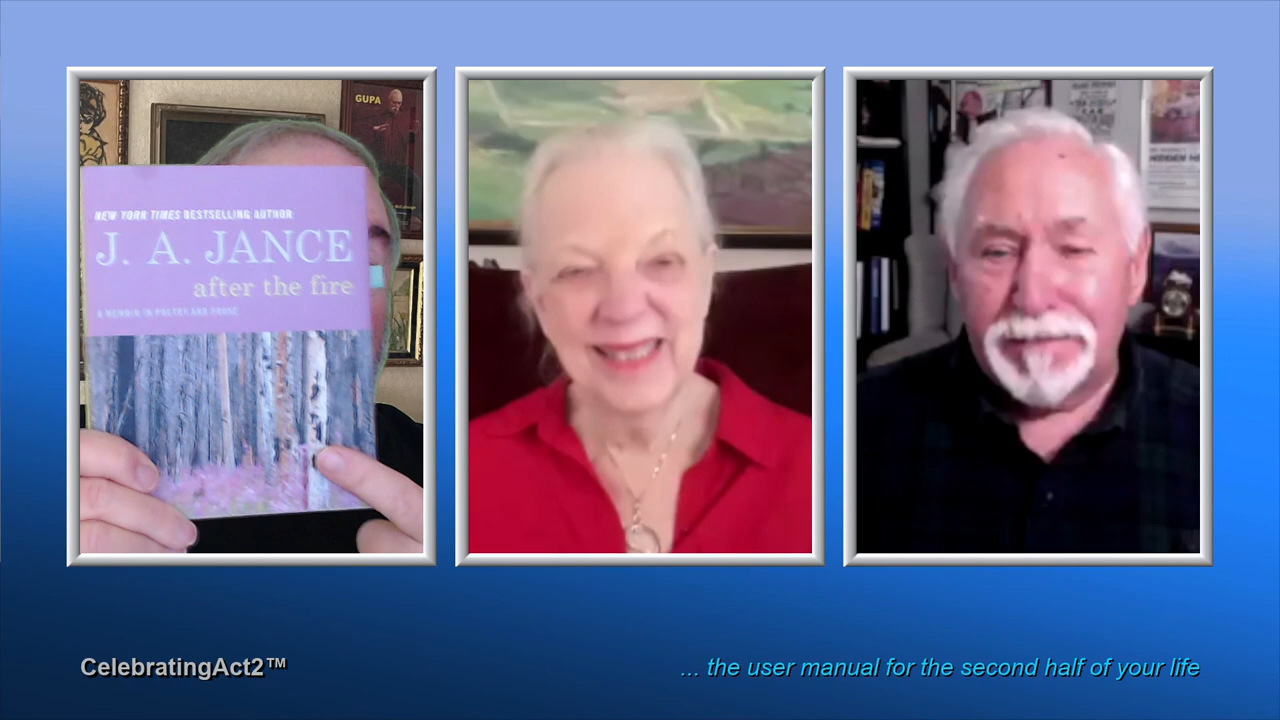 GUPA
NEW YORK TIMES BESTSELLING AUTHOR
J. A. JANCE
after the fire
A MEMOIR IN POETRY AND PROSE
HIDDEN
CelebratingAct2™
... the user manual for the second half of your life